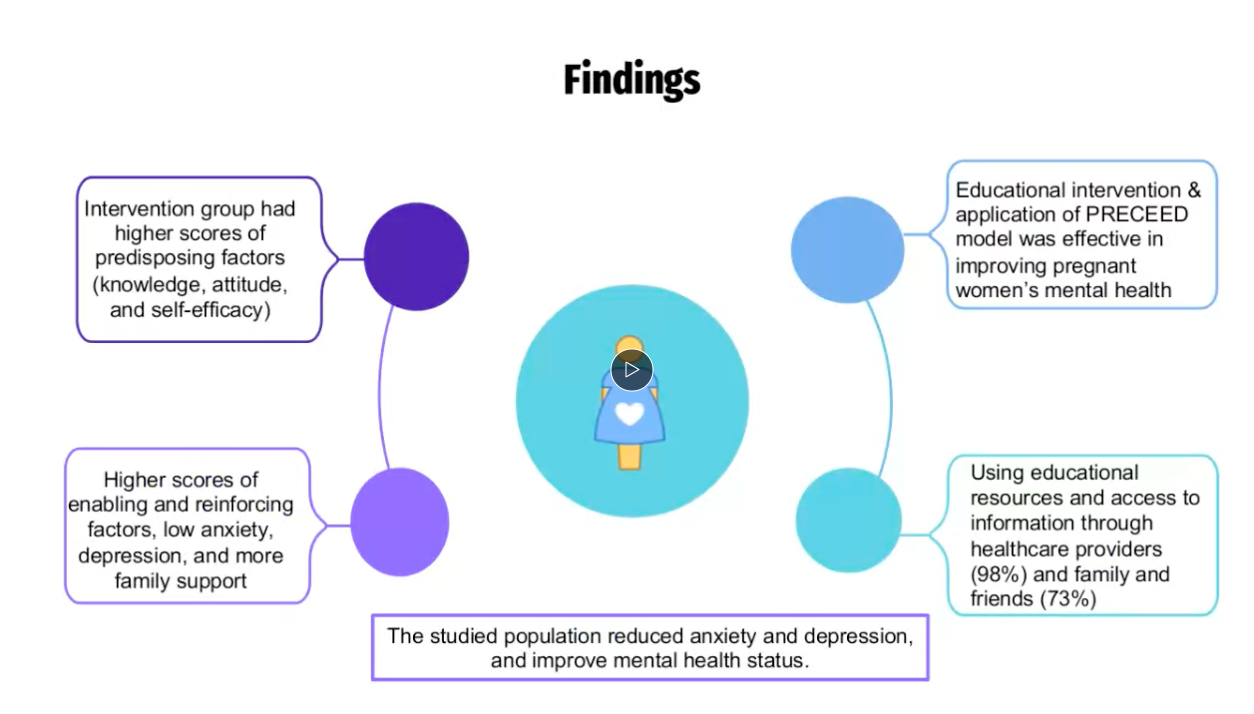 Findings
Intervention group had
higher scores of
predisposing factors
(knowledge, attitude,
and self-efficacy)
Higher scores of
enabling and reinforcing
factors, low anxiety,
depression, and more
family support
Educational intervention &
application of PRECEED
model was effective in
improving pregnant
women's mental health
Using educational
resources and access to
information through
healthcare providers
(98%) and family and
friends (73%)
The studied population reduced anxiety and depression,
and improve mental health status.